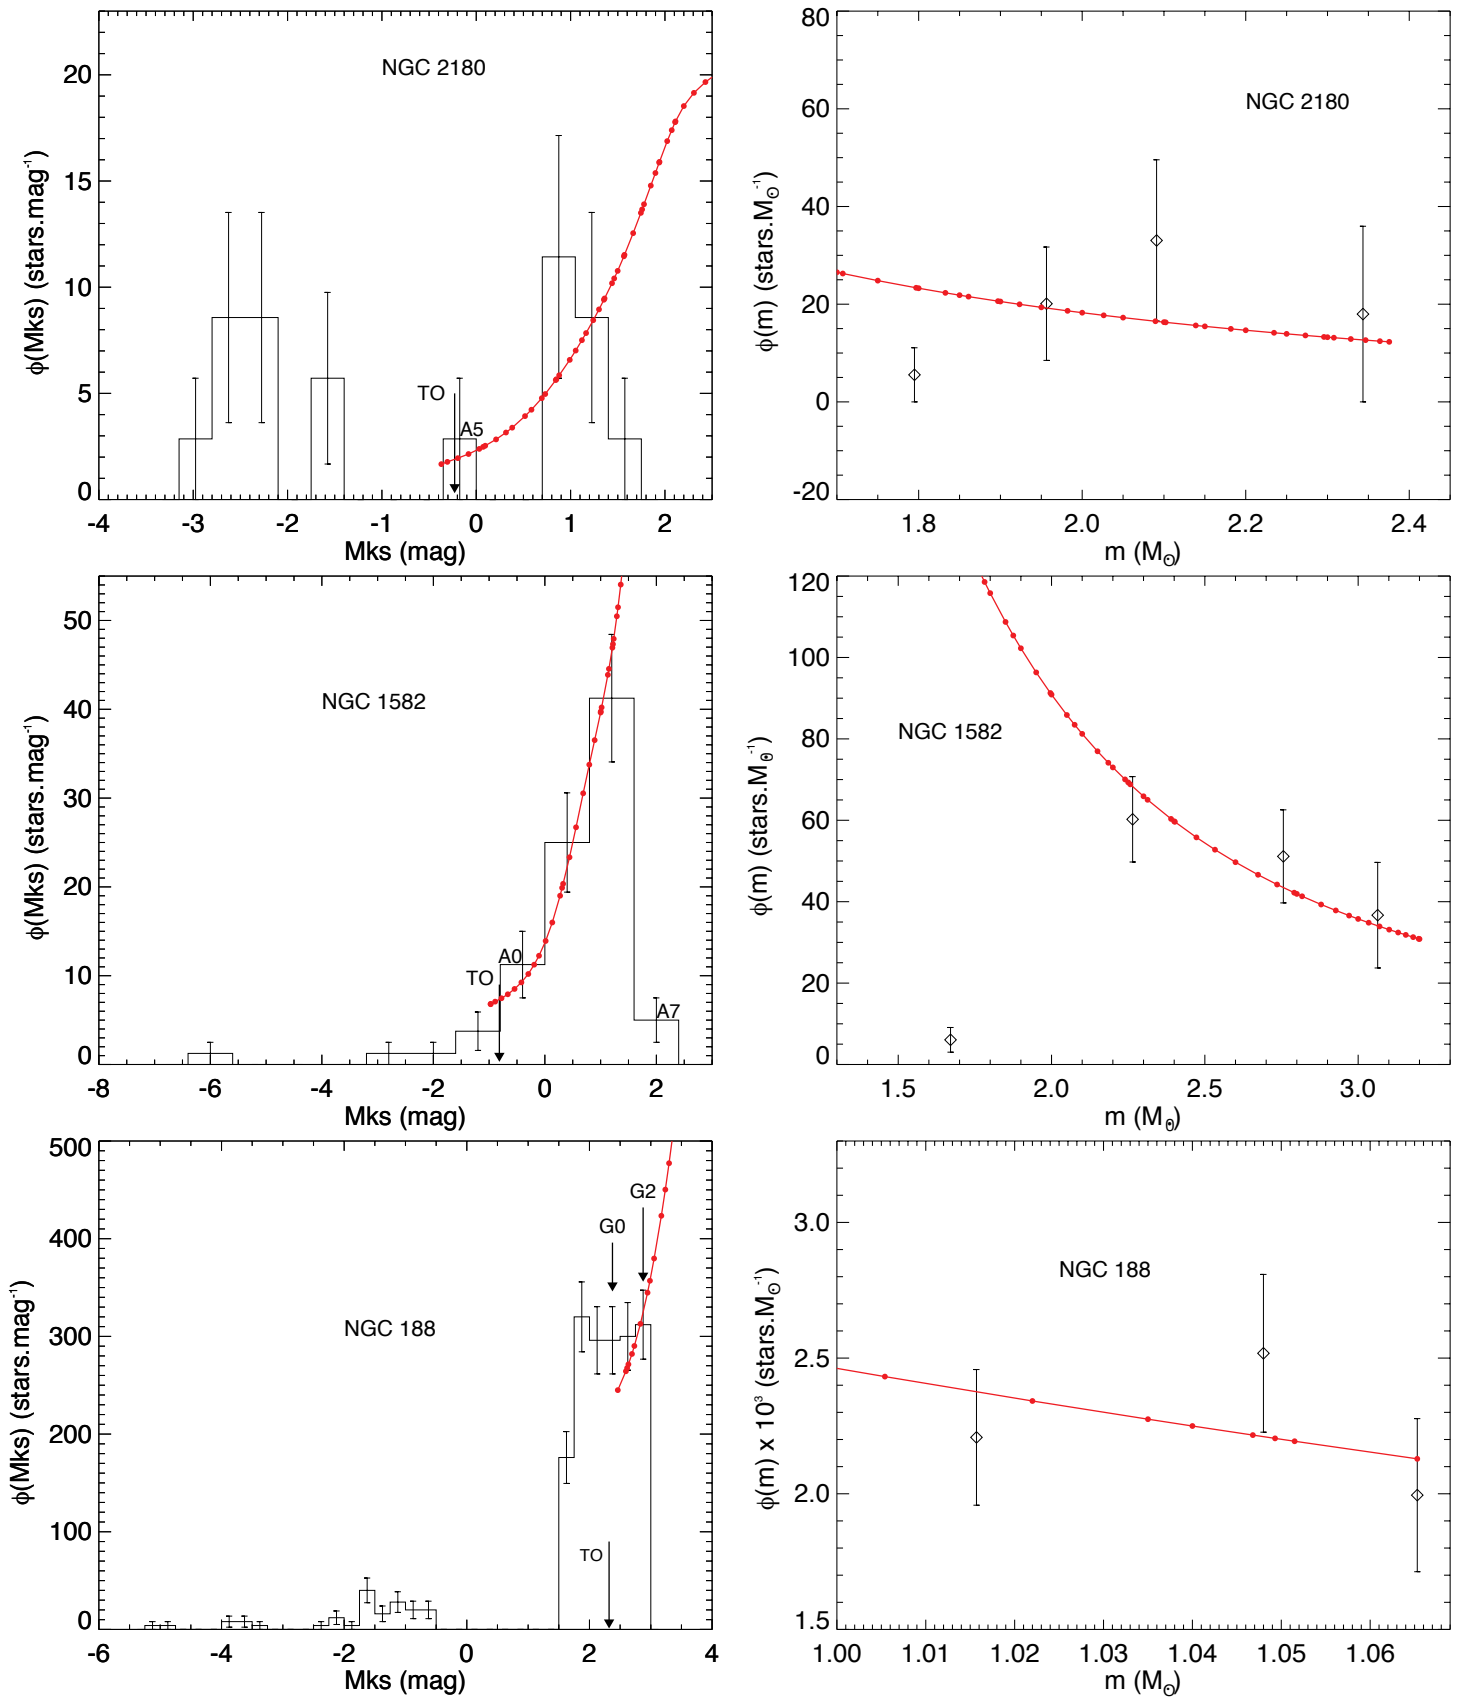 NGC 2180
ϕ(Mks) (stars.mag⁻¹)
20
15
10
5
0
TO
A5
-4 -3 -2 -1 0 1 2
Mks (mag)
NGC 2180
ϕ(m) (stars.M⊙⁻¹)
80
60
40
20
0
-20
1.8 2.0 2.2 2.4
m (M⊙)
NGC 1582
ϕ(Mks) (stars.mag⁻¹)
50
40
30
20
10
0
TO
A0
A7
-8 -6 -4 -2 0 2
Mks (mag)
NGC 1582
ϕ(m) (stars.M⊙⁻¹)
120
100
80
60
40
20
0
1.5 2.0 2.5 3.0
m (M⊙)
NGC 188
ϕ(Mks) (stars.mag⁻¹)
500
400
300
200
100
0
G2
G0
TO
-6 -4 -2 0 2 4
Mks (mag)
NGC 188
ϕ(m) x 10³ (stars.M⊙⁻¹)
3.0
2.5
2.0
1.5
1.00 1.01 1.02 1.03 1.04 1.05 1.06
m (M⊙)